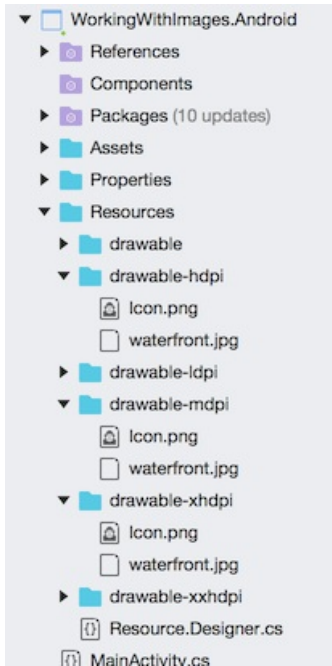 WorkingWithImages.Android
References
Components
Packages (10 updates)
Assets
Properties
Resources
drawable
drawable-hdpi
Icon.png
waterfront.jpg
drawable-ldpi
drawable-mdpi
Icon.png
waterfront.jpg
drawable-xhdpi
Icon.png
waterfront.jpg
drawable-xxhdpi
{} Resource.Designer.cs
{} MainActivity.cs